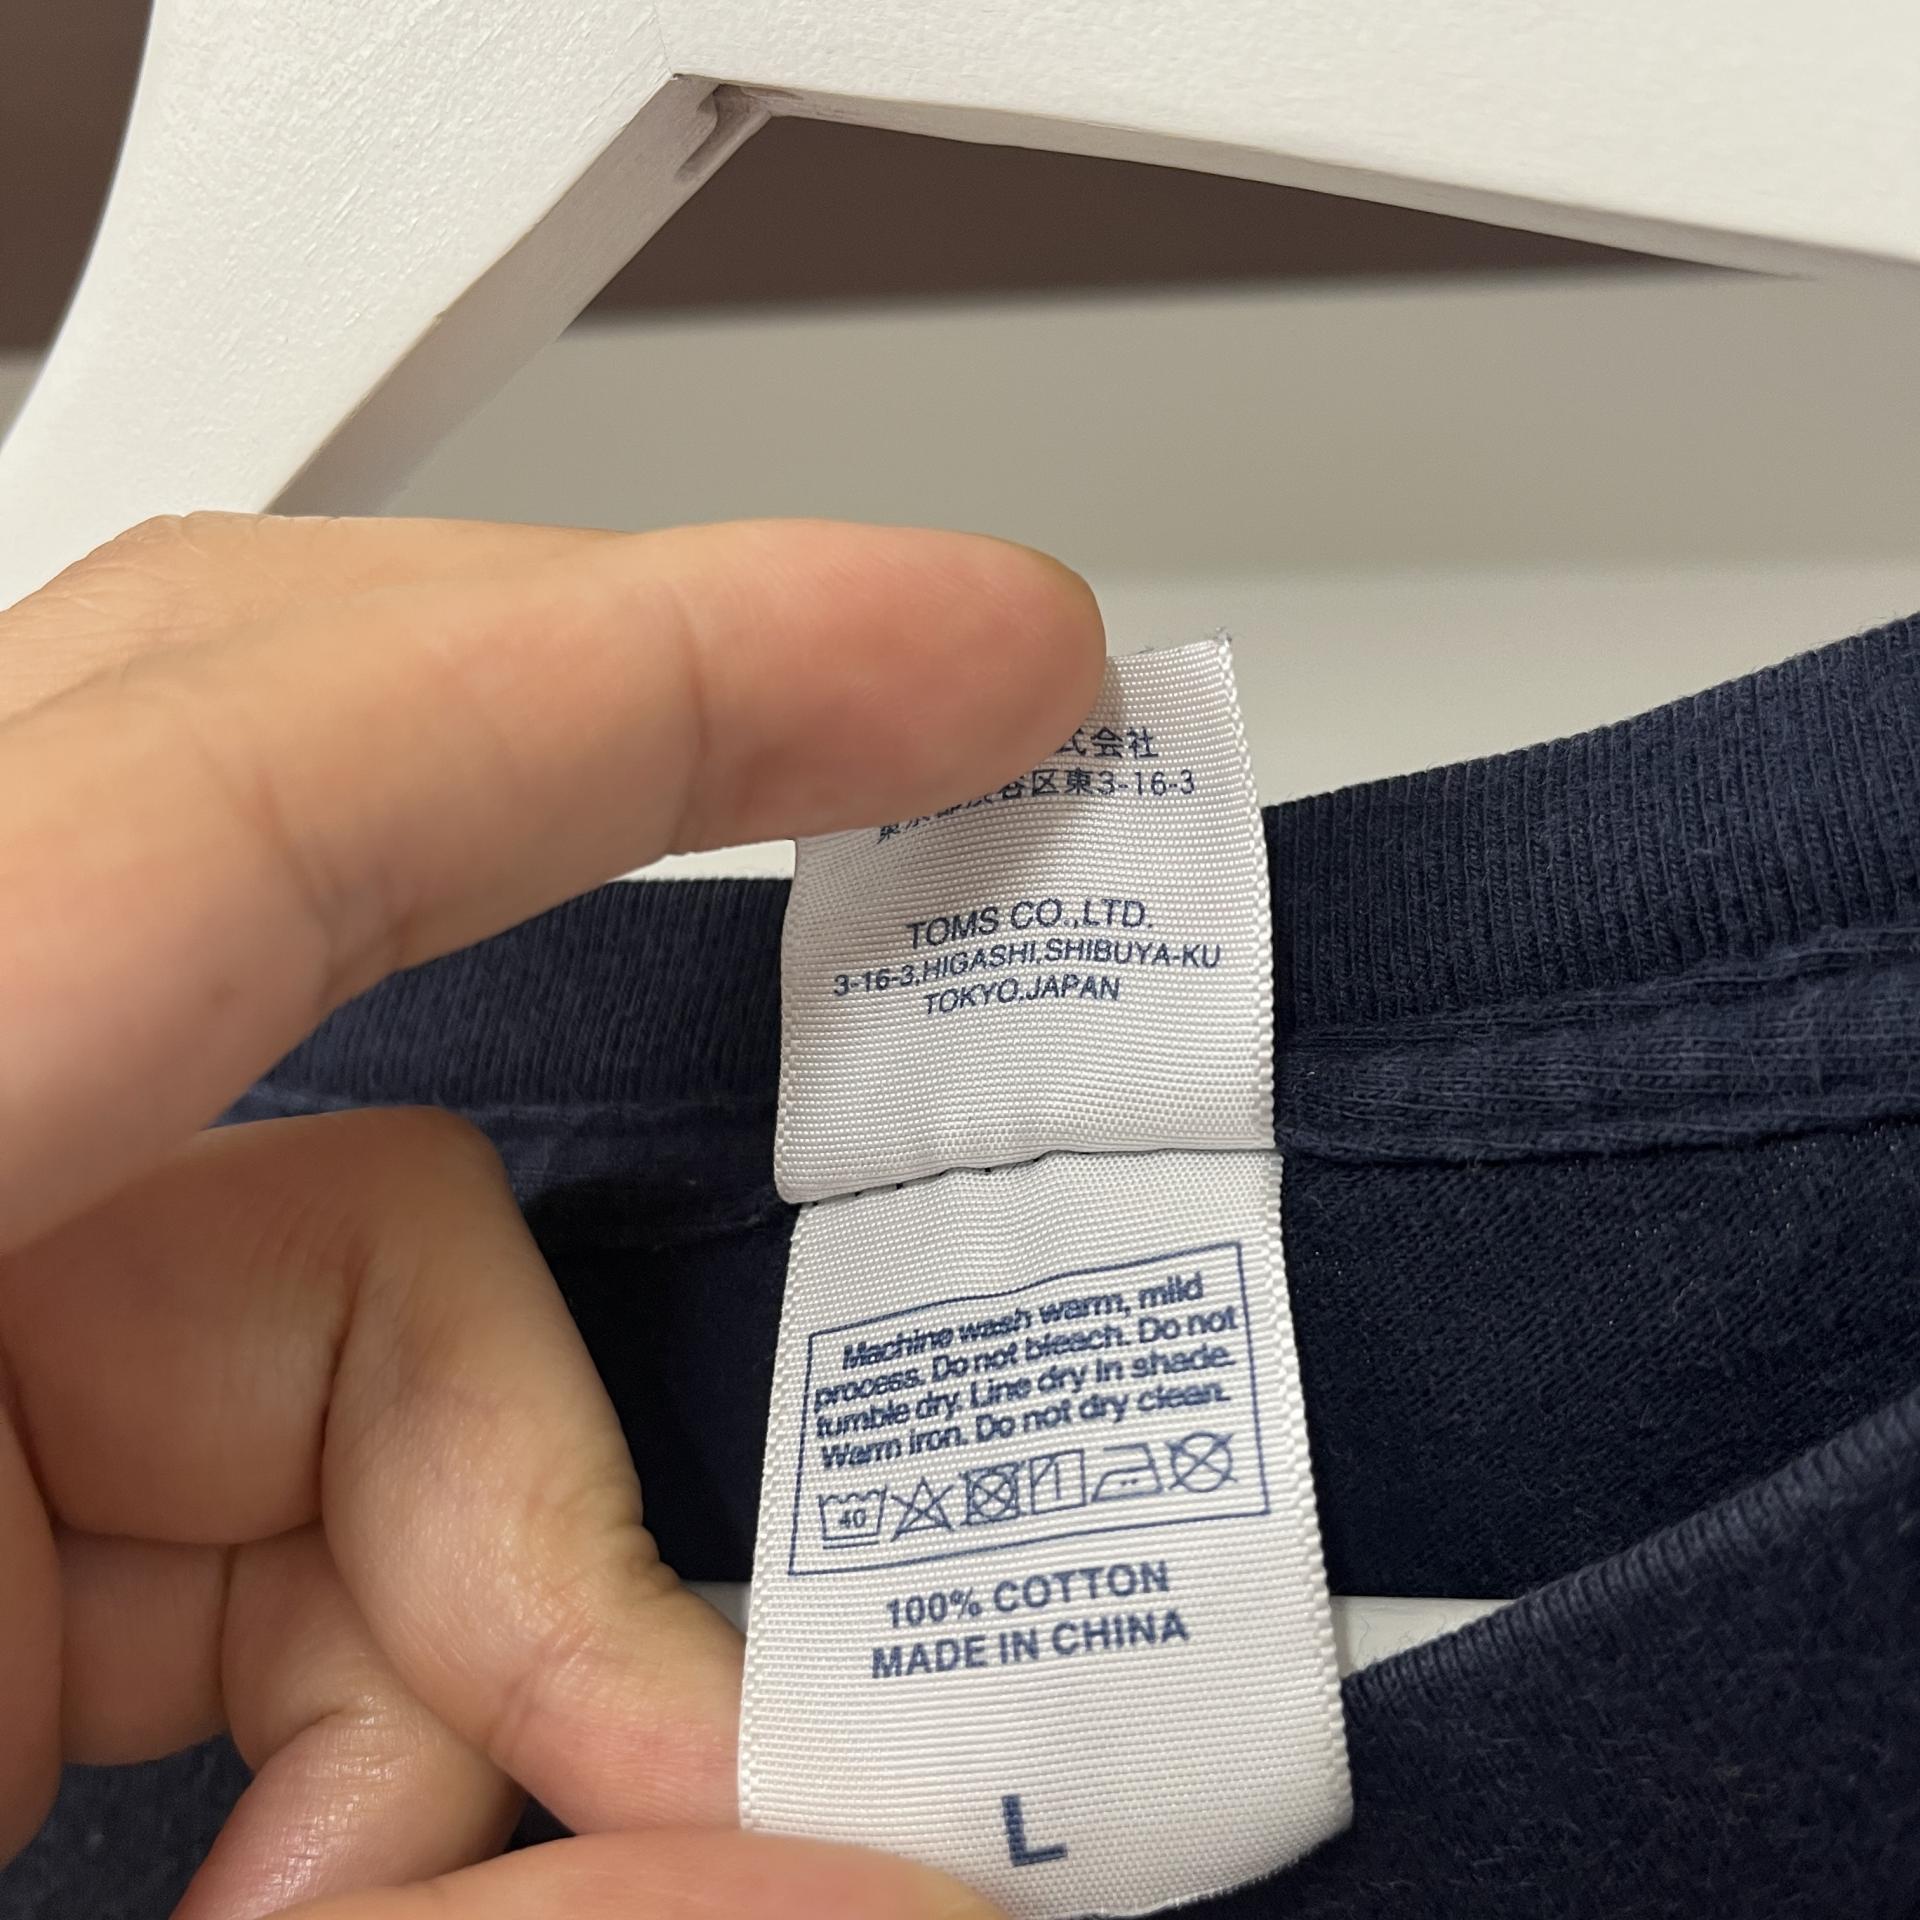 式会社
谷区東3-16-3
TOMS CO.,LTD.
3-16-3,HIGASHI,SHIBUYA-KU
TOKYO,JAPAN
Machine wash warm, mild
process. Do not bleach. Do not
tumble dry. Line dry in shade.
Warm iron. Do not dry clean.
40
100% COTTON
MADE IN CHINA
L